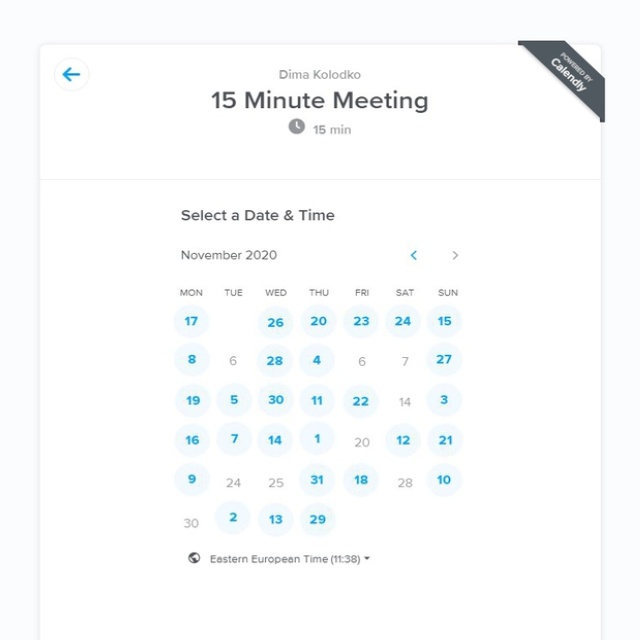 POWERED BY
Calendly
Dima Kolodko
15 Minute Meeting
15 min
Select a Date & Time
November 2020
MON TUE WED THU FRI SAT SUN
17 26 20 23 24 15
8 6 28 4 6 7 27
19 5 30 11 22 14 3
16 7 14 1 20 12 21
9 24 25 31 18 28 10
30 2 13 29
Eastern European Time (11:38)